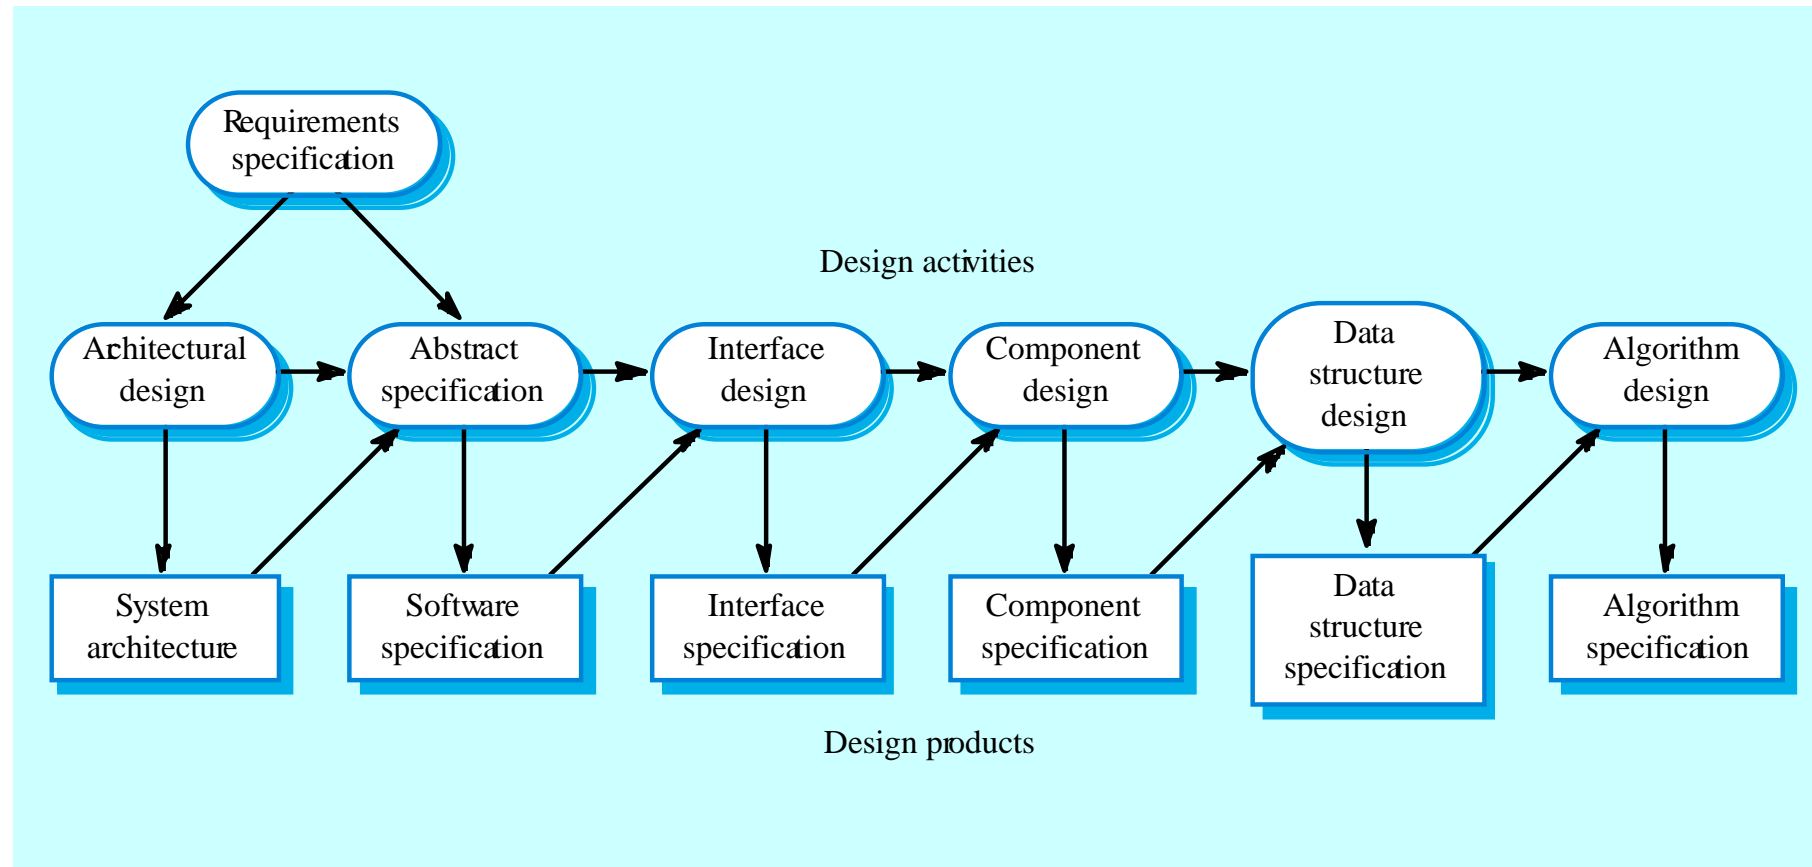 Requirements
specification
Design activities
Architectural
design
Abstract
specification
Interface
design
Component
design
Data
structure
design
Algorithm
design
System
architecture
Software
specification
Interface
specification
Component
specification
Data
structure
specification
Algorithm
specification
Design products